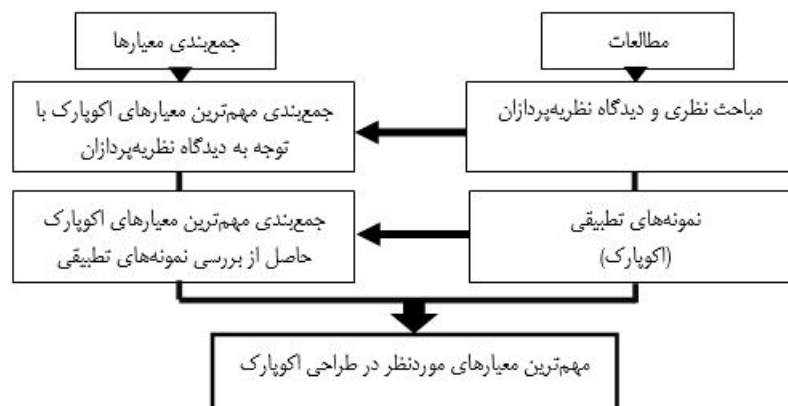 مطالعات
جمع‌بندی معیارها
مباحث نظری و دیدگاه نظریه‌پردازان
جمع‌بندی مهم‌ترین معیارهای اکوپارک با
توجه به دیدگاه نظریه‌پردازان
نمونه‌های تطبیقی
(اکوپارک)
جمع‌بندی مهم‌ترین معیارهای اکوپارک
حاصل از بررسی نمونه‌های تطبیقی
مهم‌ترین معیارهای موردنظر در طراحی اکوپارک